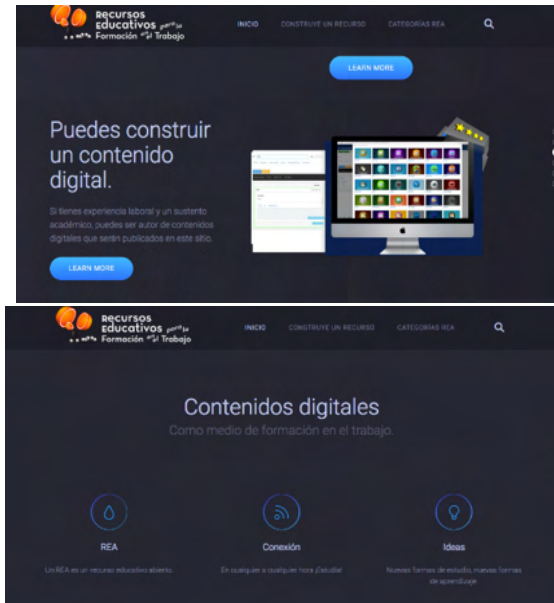 Recursos
Educativos para la
Formación en el Trabajo
INICIO
CONSTRUYE UN RECURSO
CATEGORÍAS REA
LEARN MORE
Puedes construir
un contenido
digital.
Si tienes experiencia laboral y un sustento
académico, puedes ser autor de contenidos
digitales que serán publicados en este sitio.
LEARN MORE
Recursos
Educativos para la
Formación en el Trabajo
INICIO
CONSTRUYE UN RECURSO
CATEGORÍAS REA
Contenidos digitales
Como medio de formación en el trabajo.
REA
Conexión
Ideas
Un REA es un recurso educativo abierto.
En cualquier a cualquier hora ¡Estudia!
Nuevas formas de estudio, nuevas formas
de aprendizaje